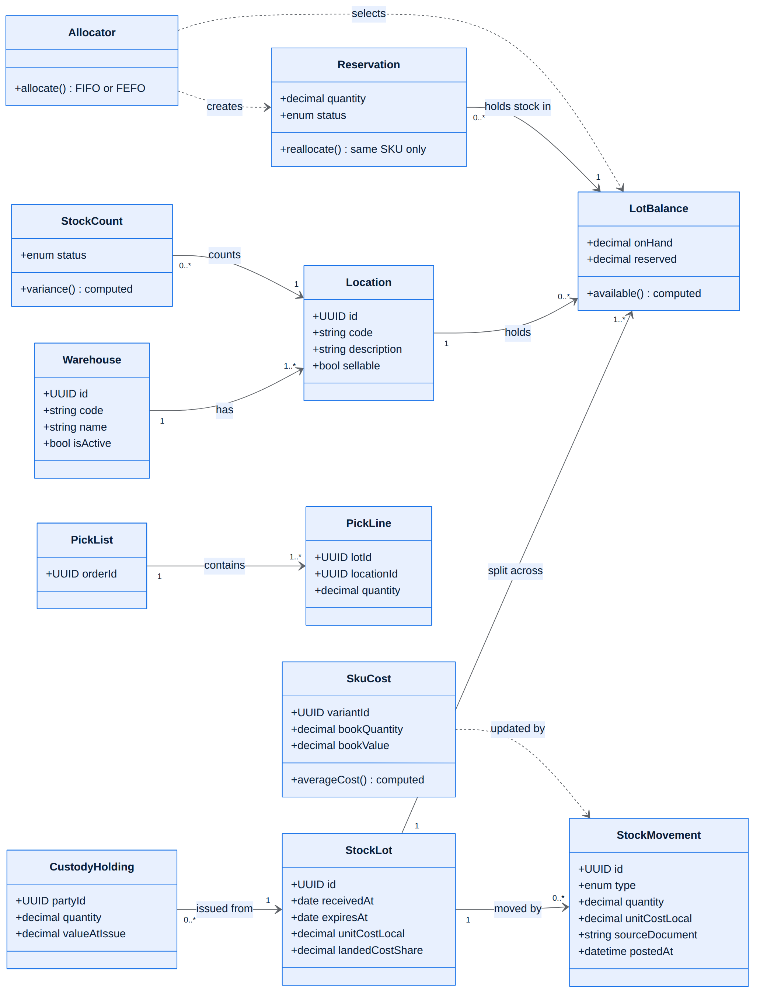 selects
Allocator
+allocate() : FIFO or FEFO
creates
Reservation
+decimal quantity
+enum status
+reallocate() : same SKU only
holds stock in
0..*
1
LotBalance
+decimal onHand
+decimal reserved
+available() : computed
StockCount
+enum status
+variance() : computed
counts
0..*
1
Location
+UUID id
+string code
+string description
+bool sellable
0..*
holds
1
1..*
Warehouse
+UUID id
+string code
+string name
+bool isActive
1..*
has
1
PickList
+UUID orderId
contains
1..*
1
PickLine
+UUID lotId
+UUID locationId
+decimal quantity
split across
SkuCost
+UUID variantId
+decimal bookQuantity
+decimal bookValue
+averageCost() : computed
updated by
1
CustodyHolding
+UUID partyId
+decimal quantity
+decimal valueAtIssue
issued from
1
0..*
StockLot
+UUID id
+date receivedAt
+date expiresAt
+decimal unitCostLocal
+decimal landedCostShare
moved by
0..*
1
StockMovement
+UUID id
+enum type
+decimal quantity
+decimal unitCostLocal
+string sourceDocument
+datetime postedAt